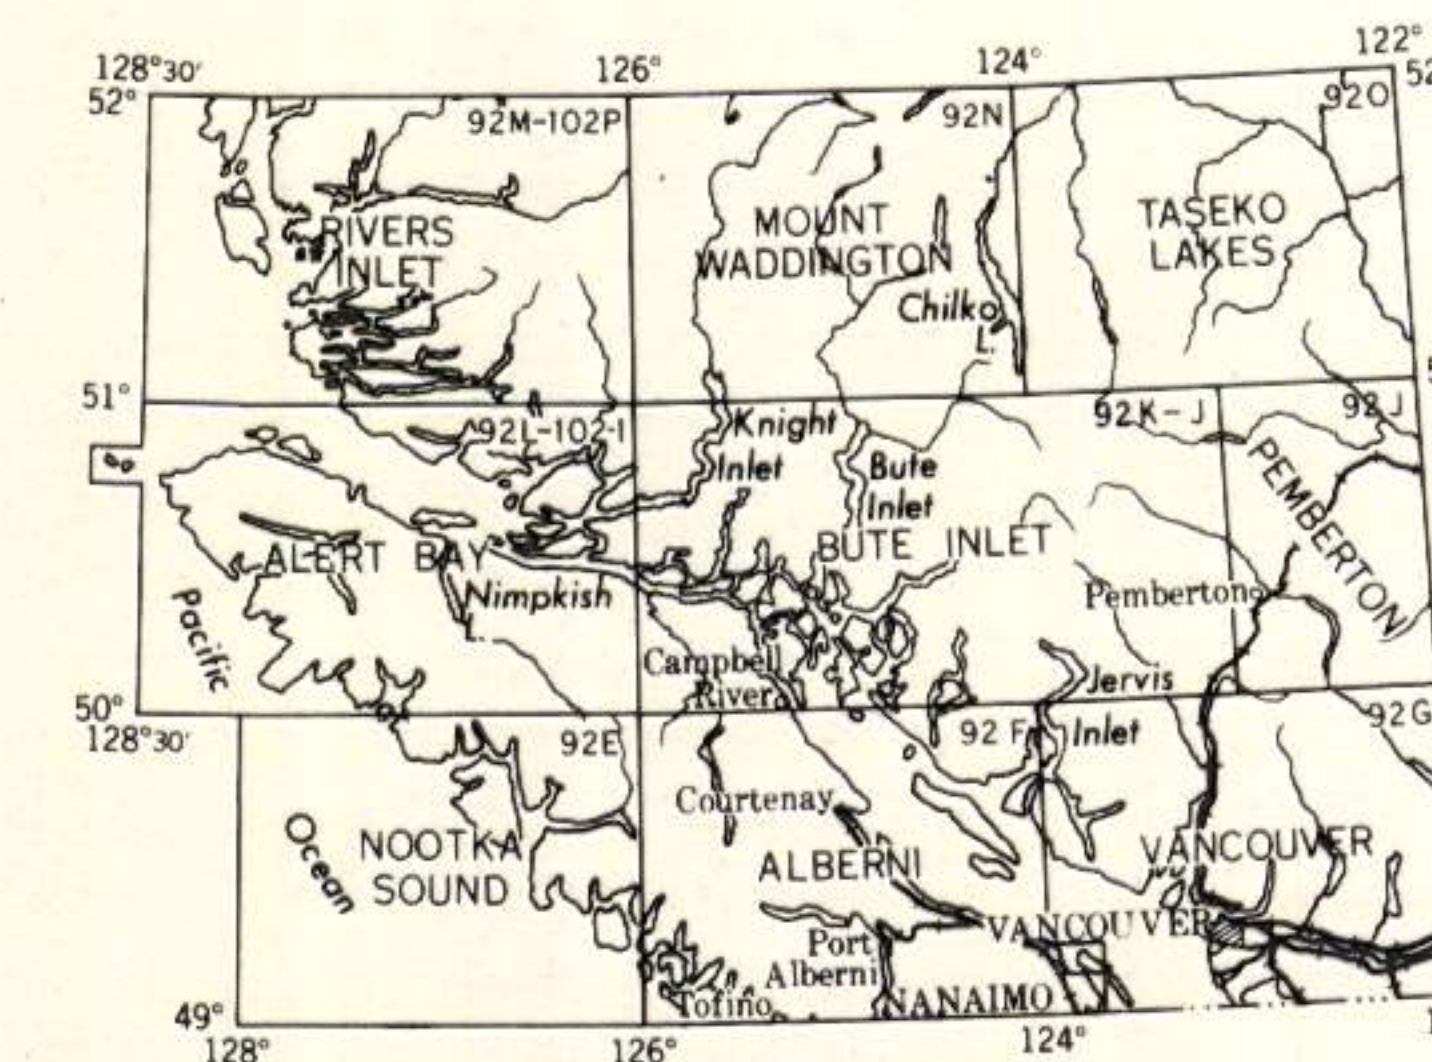 122°
128°30'
126°
124°
52°
52
92M-102P
92N
92O
RIVERS
INLET
MOUNT
WADDINGTON
TASEKO
LAKES
Chilko
L.
51°
5
92L-102-I
Knight
Inlet
Bute
Inlet
92K-J
92J
PEMBERTON
ALERT BAY
BUTE INLET
Nimpkish
L.
Pemberton
Pacific
Campbell
River
Jervis
Inlet
50°
128°30'
92E
92F
92G
Courtenay
Ocean
NOOTKA
SOUND
ALBERNI
VANCOUVER
VANCOUVER
Port
Alberni
Tofino
NANAIMO
49°
128°
126°
124°
1